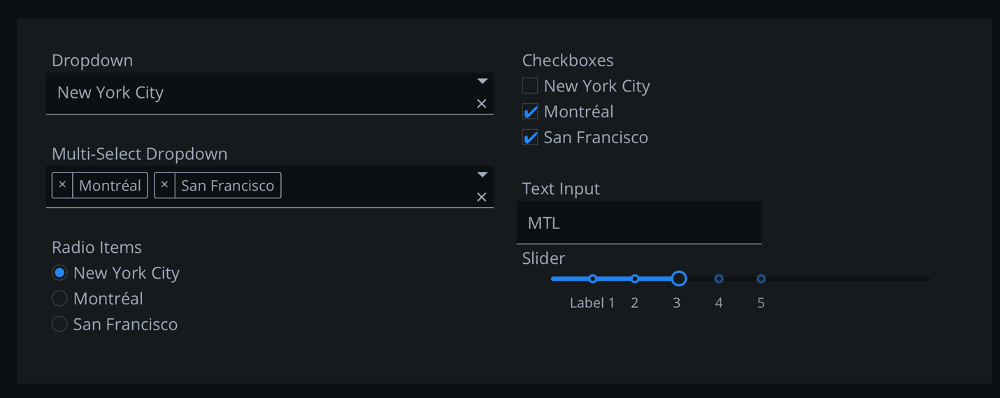 Dropdown
New York City
Multi-Select Dropdown
× Montréal × San Francisco
Radio Items
New York City
Montréal
San Francisco
Checkboxes
New York City
Montréal
San Francisco
Text Input
MTL
Slider
Label 1 2 3 4 5